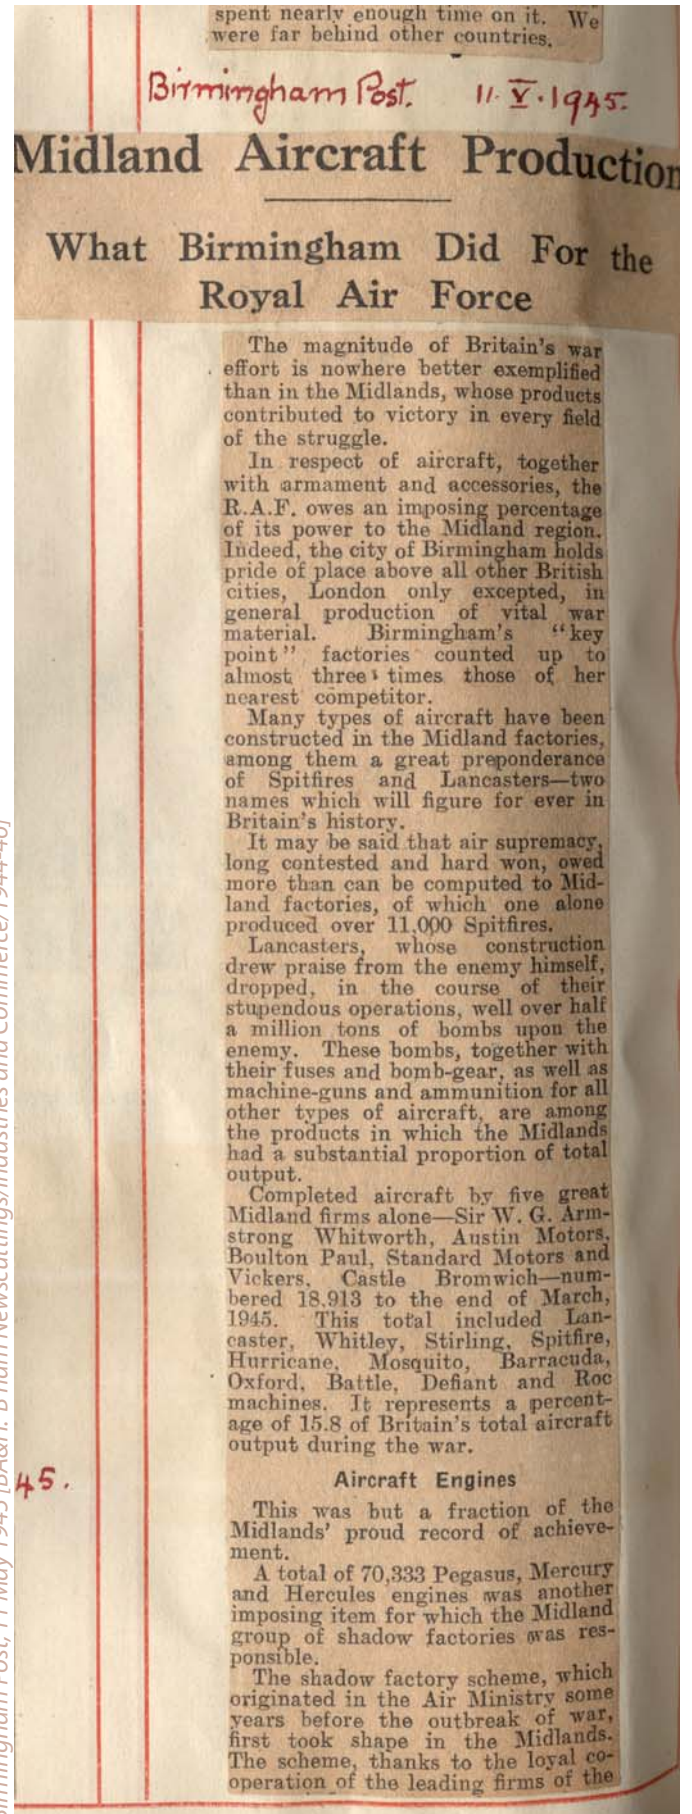 spent nearly enough time on it. We
were far behind other countries.
Birmingham Post. 11. V. 1945.
Midland Aircraft Production
What Birmingham Did For the
Royal Air Force
The magnitude of Britain's war
effort is nowhere better exemplified
than in the Midlands, whose products
contributed to victory in every field
of the struggle.
In respect of aircraft, together
with armament and accessories, the
R.A.F. owes an imposing percentage
of its power to the Midland region.
Indeed, the city of Birmingham holds
pride of place above all other British
cities, London only excepted, in
general production of vital war
material. Birmingham's "key
point" factories counted up to
almost three times those of her
nearest competitor.
Many types of aircraft have been
constructed in the Midland factories,
among them a great preponderance
of Spitfires and Lancasters—two
names which will figure for ever in
Britain's history.
It may be said that air supremacy,
long contested and hard won, owed
more than can be computed to Mid-
land factories, of which one alone
produced over 11,000 Spitfires.
Lancasters, whose construction
drew praise from the enemy himself,
dropped, in the course of their
stupendous operations, well over half
a million tons of bombs upon the
enemy. These bombs, together with
their fuses and bomb-gear, as well as
machine-guns and ammunition for all
other types of aircraft, are among
the products in which the Midlands
had a substantial proportion of total
output.
Completed aircraft by five great
Midland firms alone—Sir W. G. Arm-
strong Whitworth, Austin Motors,
Boulton Paul, Standard Motors and
Vickers, Castle Bromwich—num-
bered 18,913 to the end of March,
1945. This total included Lan-
caster, Whitley, Stirling, Spitfire,
Hurricane, Mosquito, Barracuda,
Oxford, Battle, Defiant and Roc
machines. It represents a percent-
age of 15.8 of Britain's total aircraft
output during the war.
45.
Aircraft Engines
This was but a fraction of the
Midlands' proud record of achieve-
ment.
A total of 70,333 Pegasus, Mercury
and Hercules engines was another
imposing item for which the Midland
group of shadow factories was res-
ponsible.
The shadow factory scheme, which
originated in the Air Ministry some
years before the outbreak of war,
first took shape in the Midlands.
The scheme, thanks to the loyal co-
operation of the leading firms of the
Birmingham Post, 11 May 1945 [BA&H: B'ham Newscuttings/Industries and Commerce/1944-46]